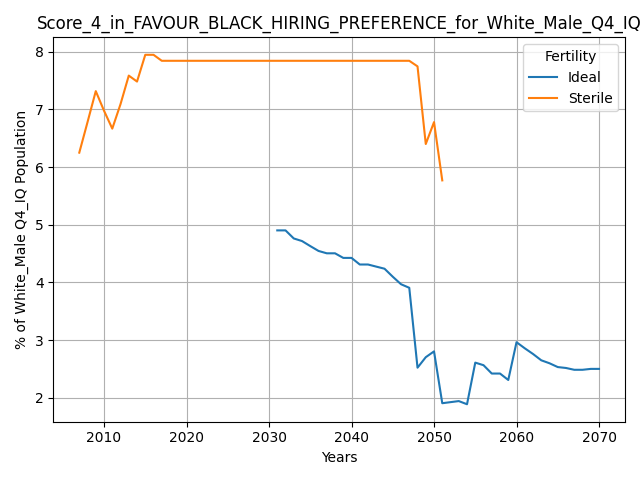 Score_4_in_FAVOUR_BLACK_HIRING_PREFERENCE_for_White_Male_Q4_IQ
Fertility
Ideal
Sterile
% of White_Male Q4_IQ Population
8
7
6
5
4
3
2
2010 2020 2030 2040 2050 2060 2070
Years